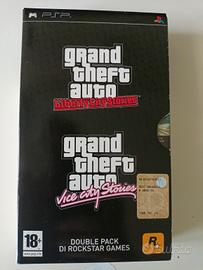 PSP
grand
theft
auto
Liberty City Stories
grand
theft
auto
Vice City Stories
DOUBLE PACK
DI ROCKSTAR GAMES
18+
R